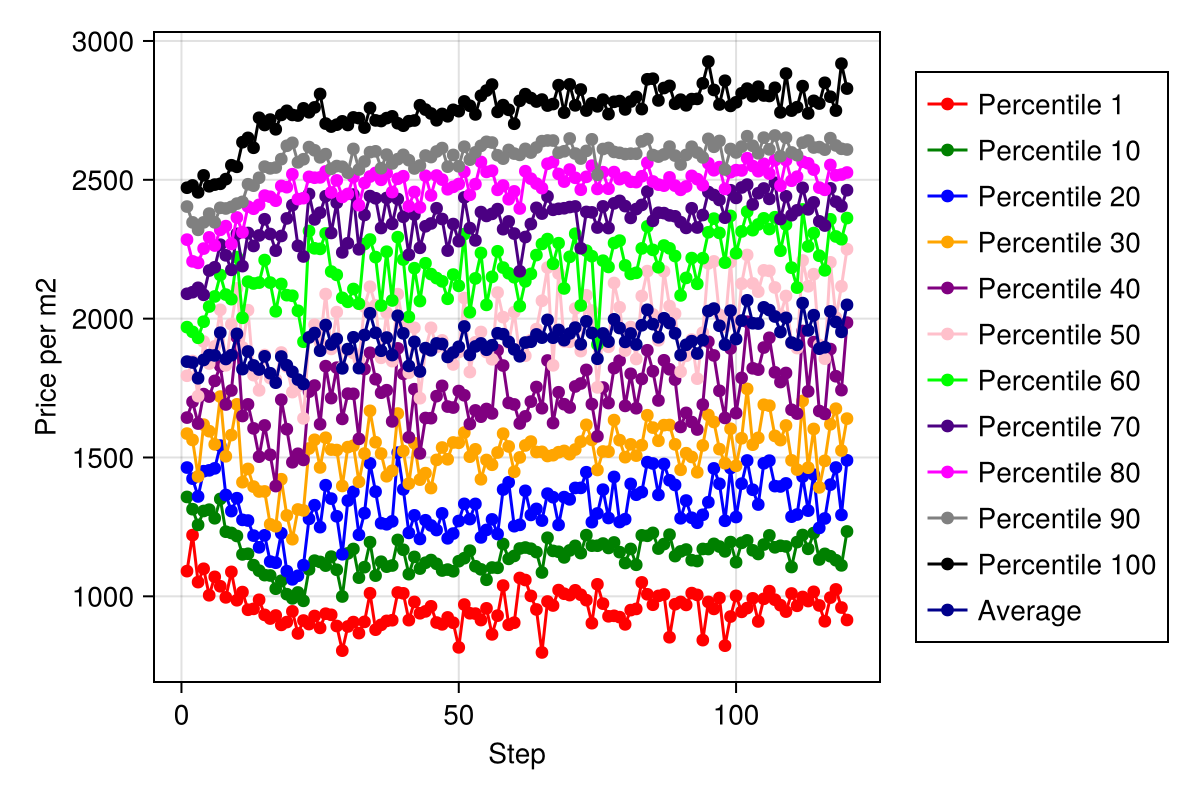 3000
2500
2000
1500
1000
Price per m2
0
50
100
Step
Percentile 1
Percentile 10
Percentile 20
Percentile 30
Percentile 40
Percentile 50
Percentile 60
Percentile 70
Percentile 80
Percentile 90
Percentile 100
Average